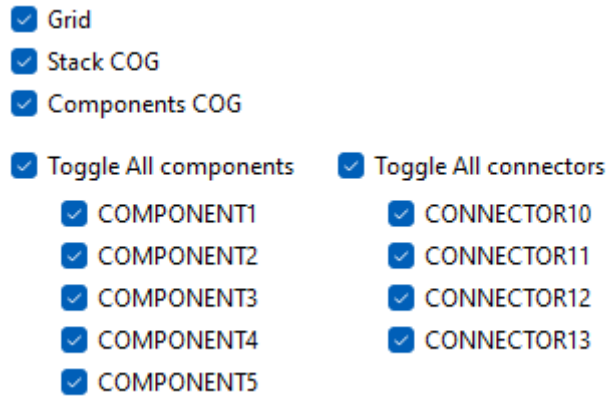 Grid
Stack COG
Components COG
Toggle All components
COMPONENT1
COMPONENT2
COMPONENT3
COMPONENT4
COMPONENT5
Toggle All connectors
CONNECTOR10
CONNECTOR11
CONNECTOR12
CONNECTOR13